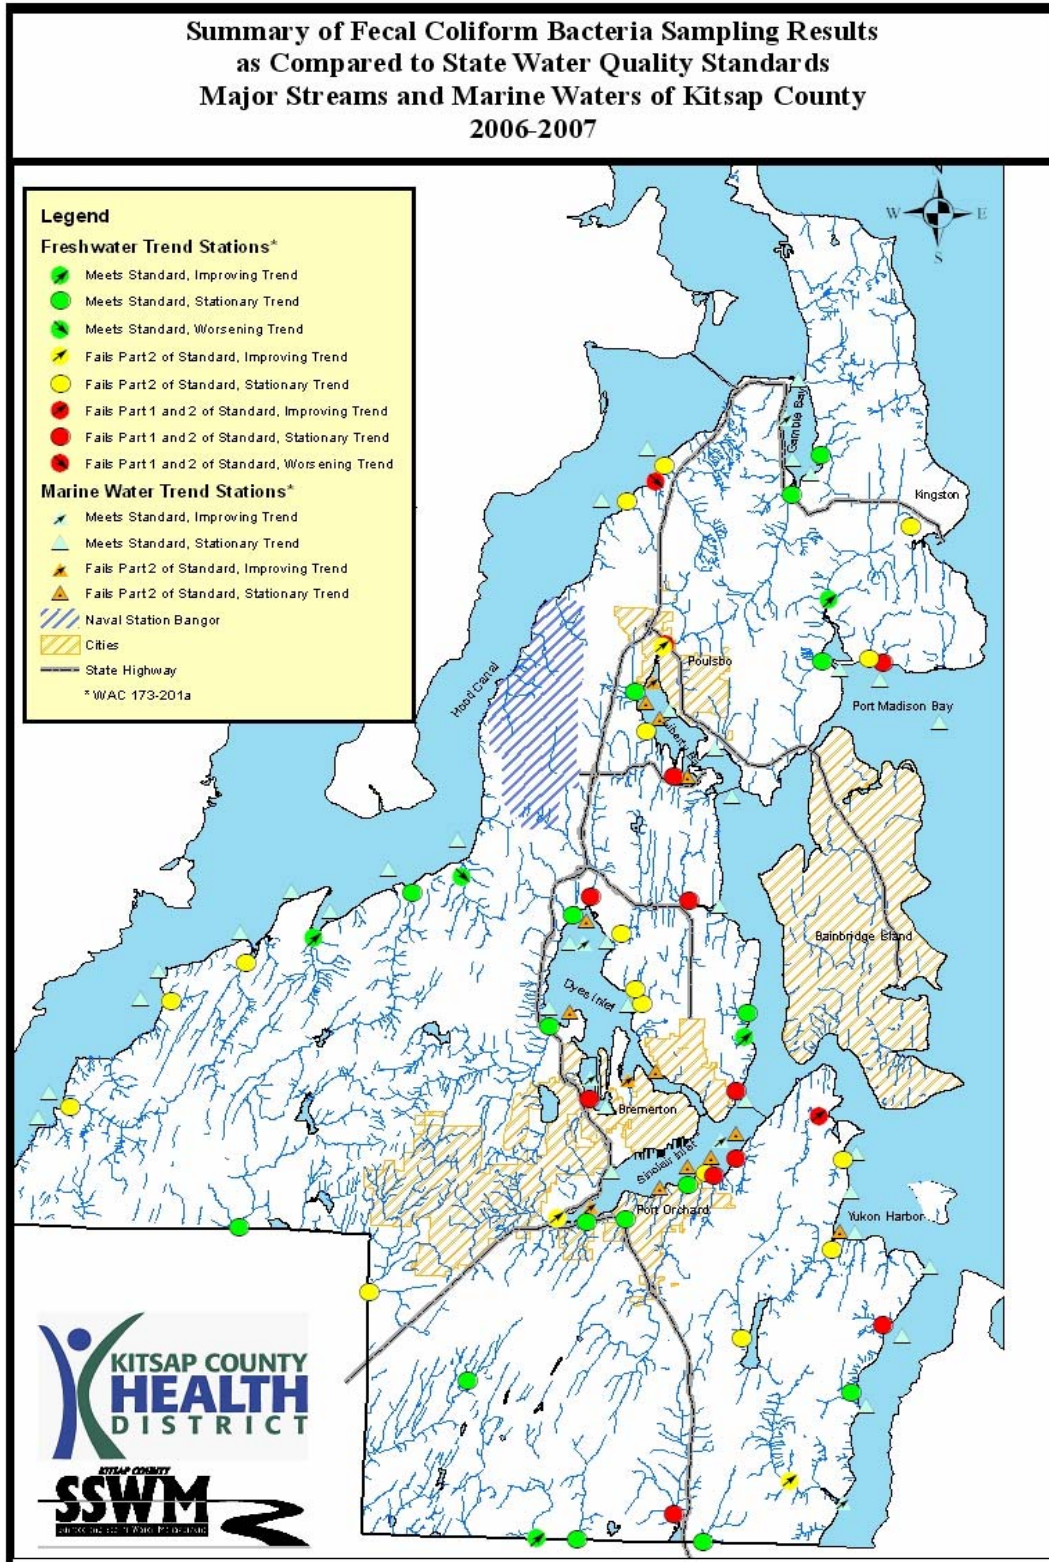 Summary of Fecal Coliform Bacteria Sampling Results
as Compared to State Water Quality Standards
Major Streams and Marine Waters of Kitsap County
2006-2007
N
W E
S
Legend
Freshwater Trend Stations*
Meets Standard, Improving Trend
Meets Standard, Stationary Trend
Meets Standard, Worsening Trend
Fails Part 2 of Standard, Improving Trend
Fails Part 2 of Standard, Stationary Trend
Fails Part 1 and 2 of Standard, Improving Trend
Fails Part 1 and 2 of Standard, Stationary Trend
Fails Part 1 and 2 of Standard, Worsening Trend
Marine Water Trend Stations*
Meets Standard, Improving Trend
Meets Standard, Stationary Trend
Fails Part 2 of Standard, Improving Trend
Fails Part 2 of Standard, Stationary Trend
Naval Station Bangor
Cities
State Highway
* WAC 173-201a
Gamble Bay
Kingston
Hood Canal
Poulsbo
Port Madison Bay
Liberty
Bainbridge Island
Dyes Inlet
Bremerton
Sinclair Inlet
Port Orchard
Yukon Harbor
KITSAP COUNTY
HEALTH
DISTRICT
KITSAP COUNTY
SSWM